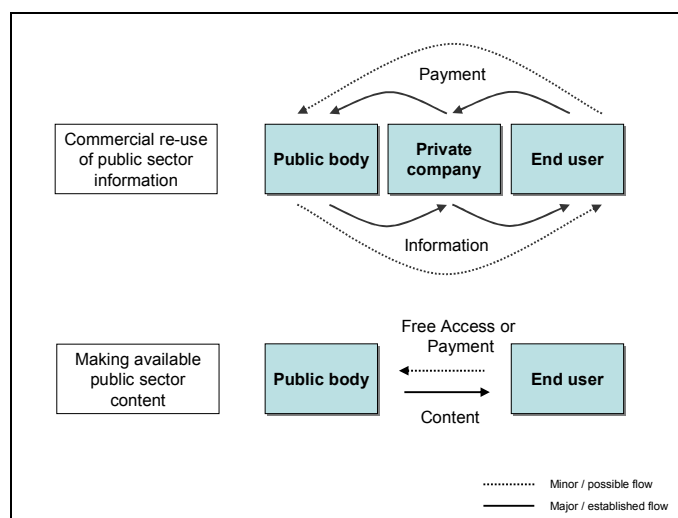 Payment
Commercial re-use
of public sector
information
Public body
Private
company
End user
Information
Making available
public sector
content
Public body
Free Access or
Payment
End user
Content
Minor / possible flow
Major / established flow